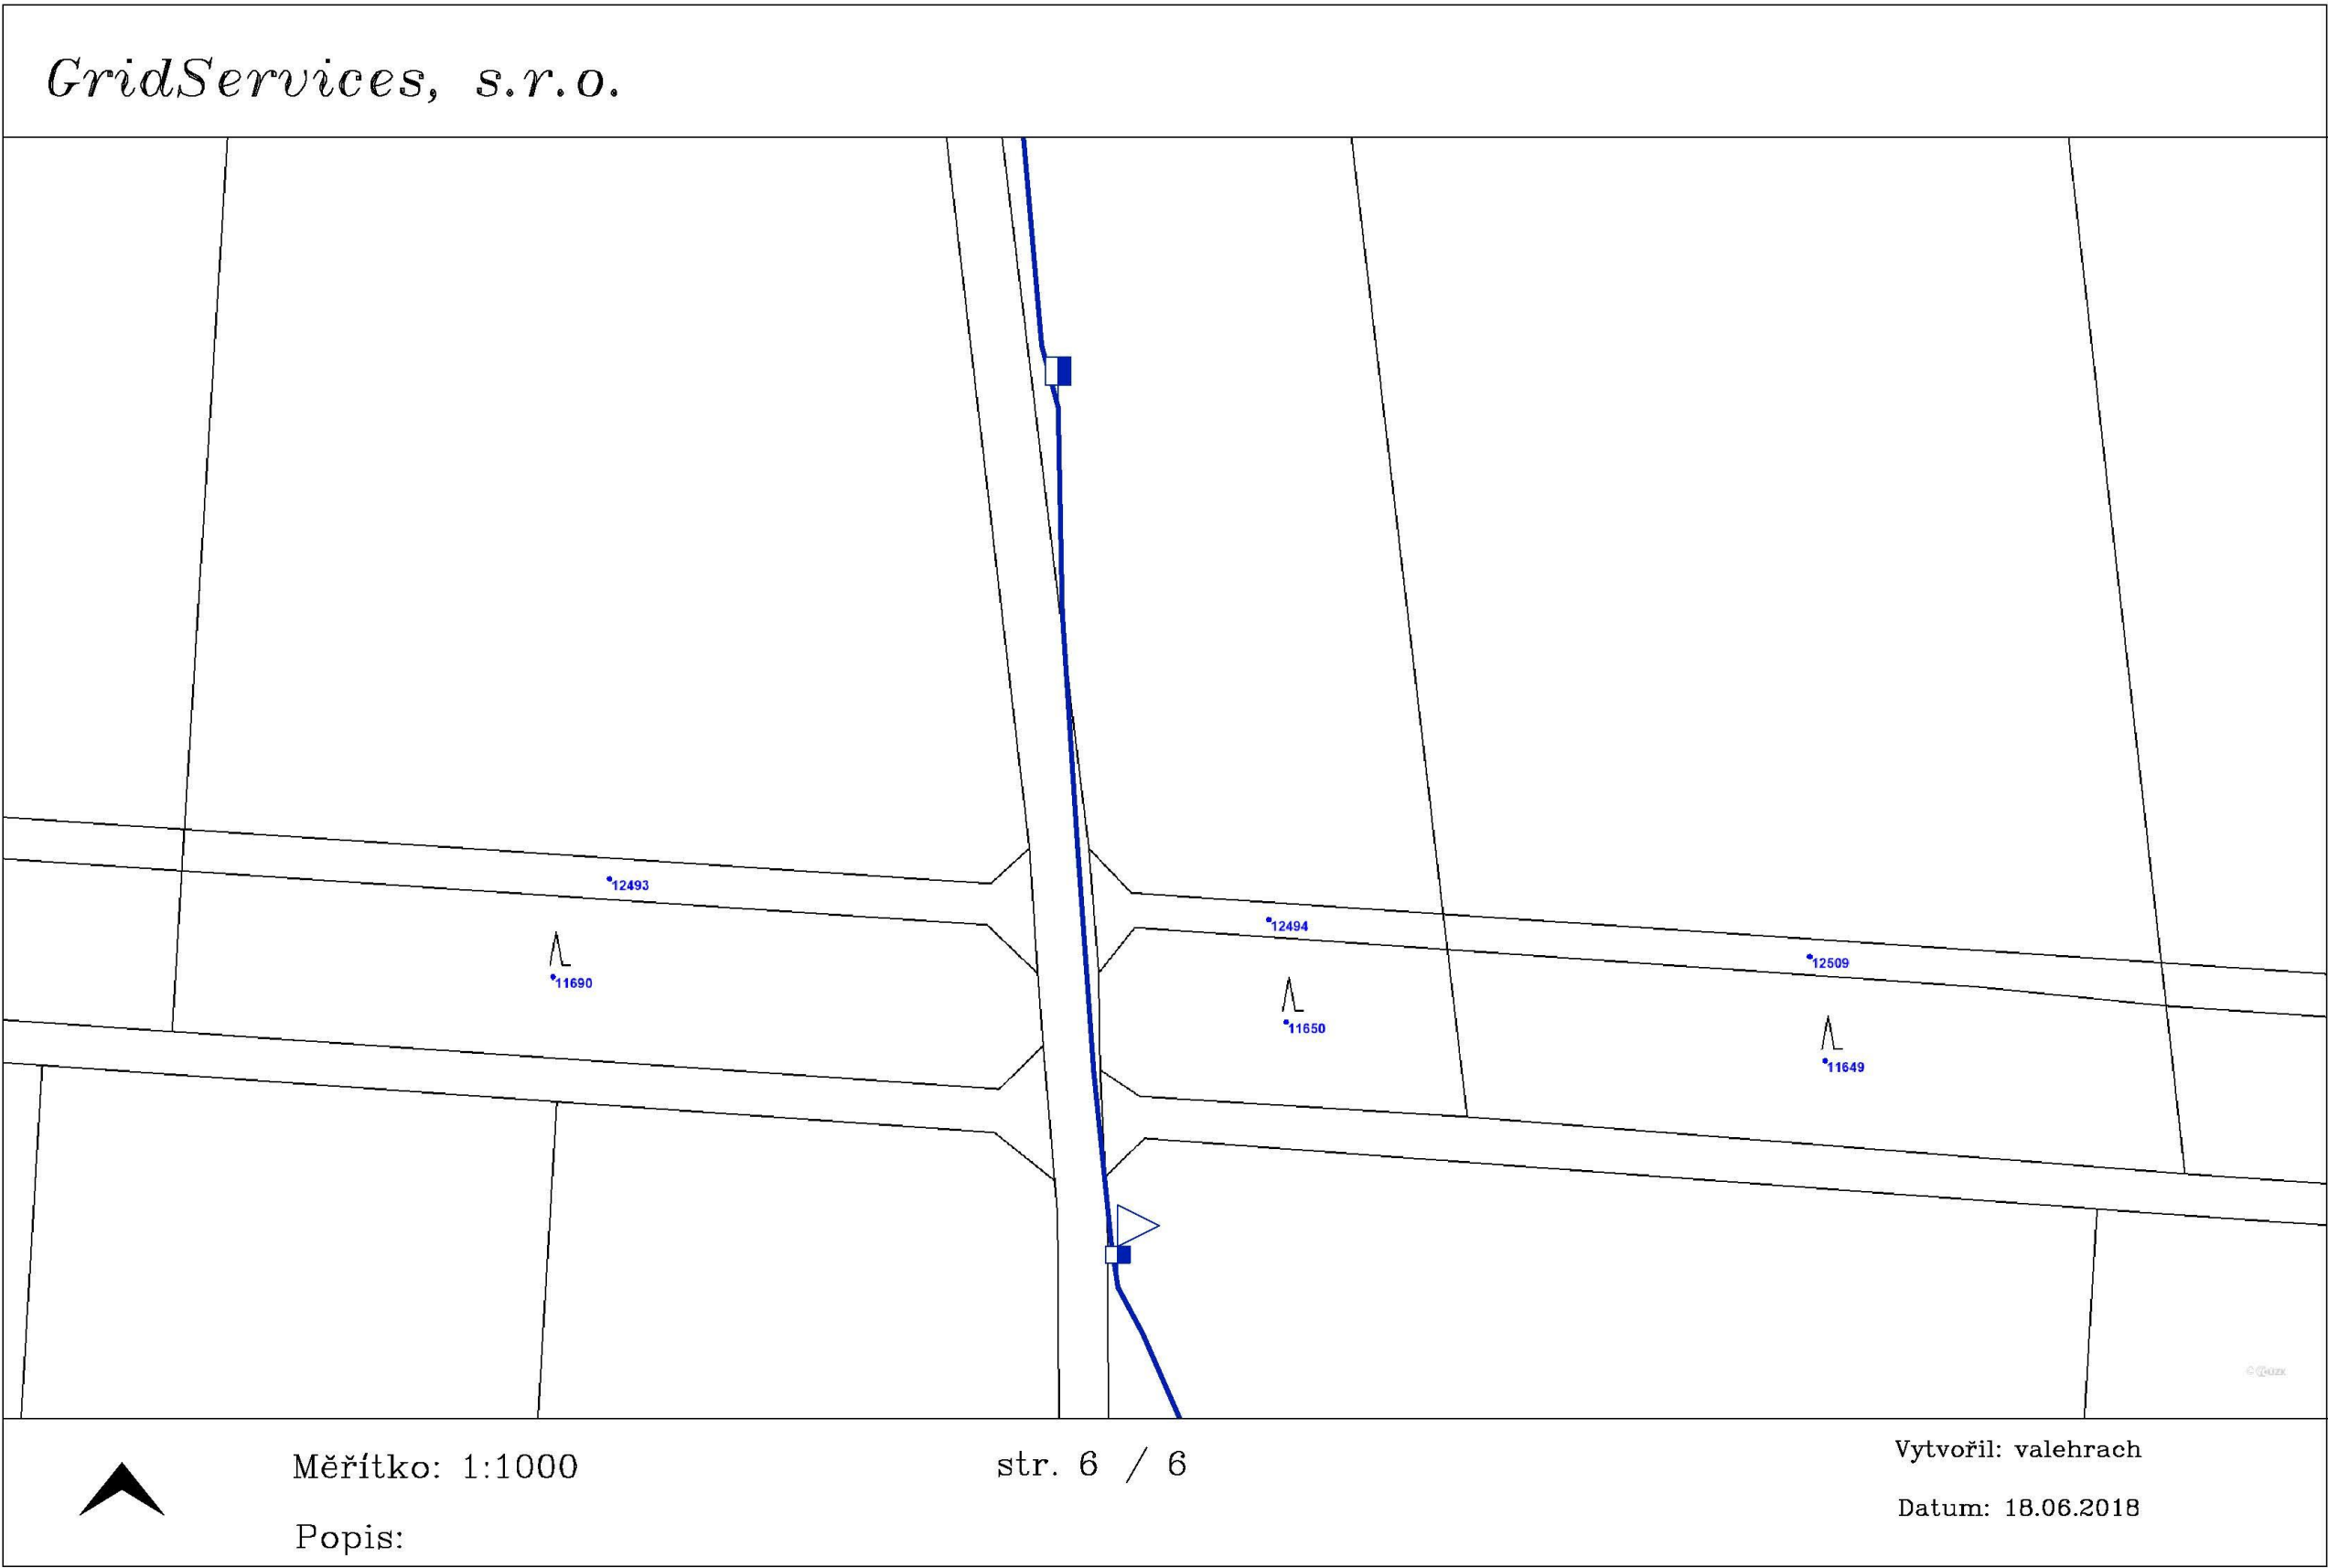 GridServices, s.r.o.
12493
12494
12509
11690
11650
11649
Měřítko: 1:1000
str. 6 / 6
Vytvořil: valehrach
Datum: 18.06.2018
Popis: